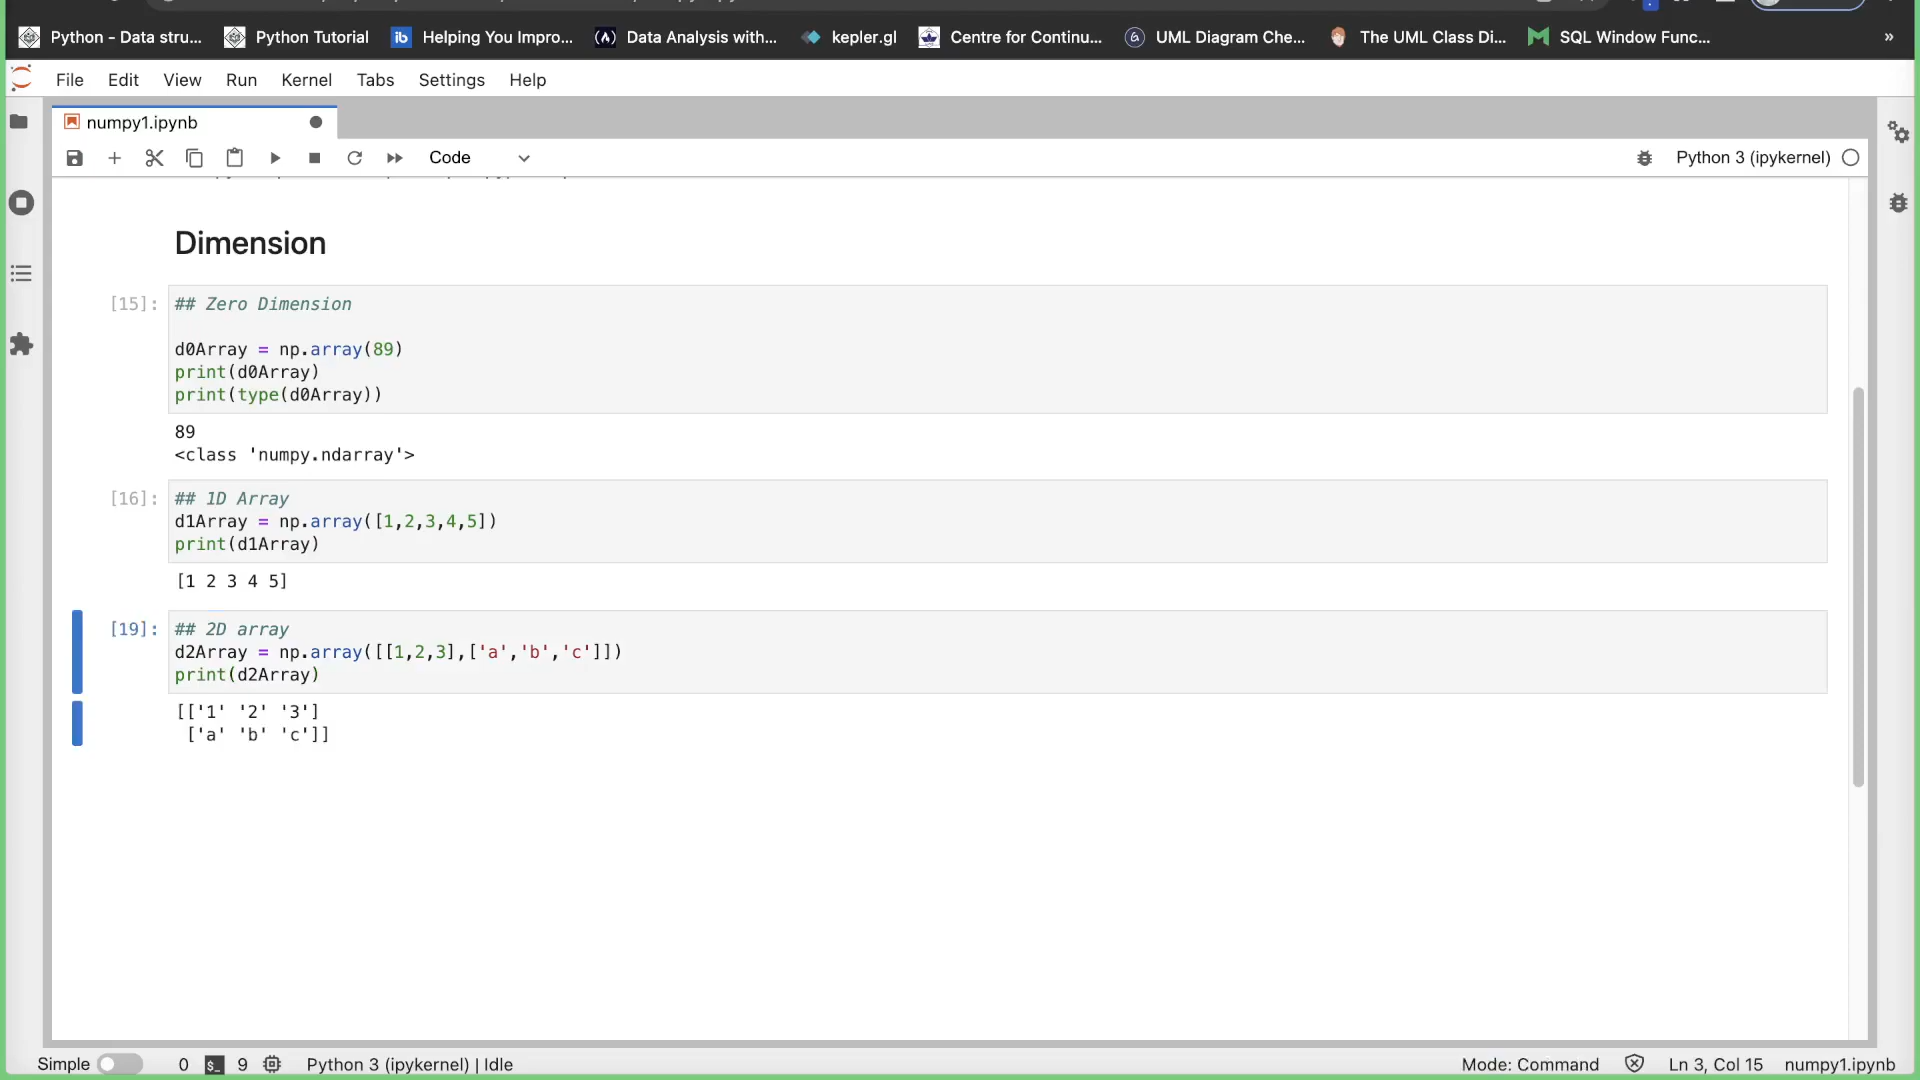 Python - Data stru... Python Tutorial ib Helping You Impro... Data Analysis with... kepler.gl Centre for Continu... UML Diagram Che... The UML Class Di... SQL Window Func... »
File Edit View Run Kernel Tabs Settings Help
numpy1.ipynb
Code Python 3 (ipykernel)
Dimension
[15]: ## Zero Dimension
d0Array = np.array(89)
print(d0Array)
print(type(d0Array))
89
<class 'numpy.ndarray'>
[16]: ## 1D Array
d1Array = np.array([1,2,3,4,5])
print(d1Array)
[1 2 3 4 5]
[19]: ## 2D array
d2Array = np.array([[1,2,3],['a','b','c']])
print(d2Array)
[['1' '2' '3']
['a' 'b' 'c']]
Simple 0 $_ 9 Python 3 (ipykernel) | Idle Mode: Command Ln 3, Col 15 numpy1.ipynb